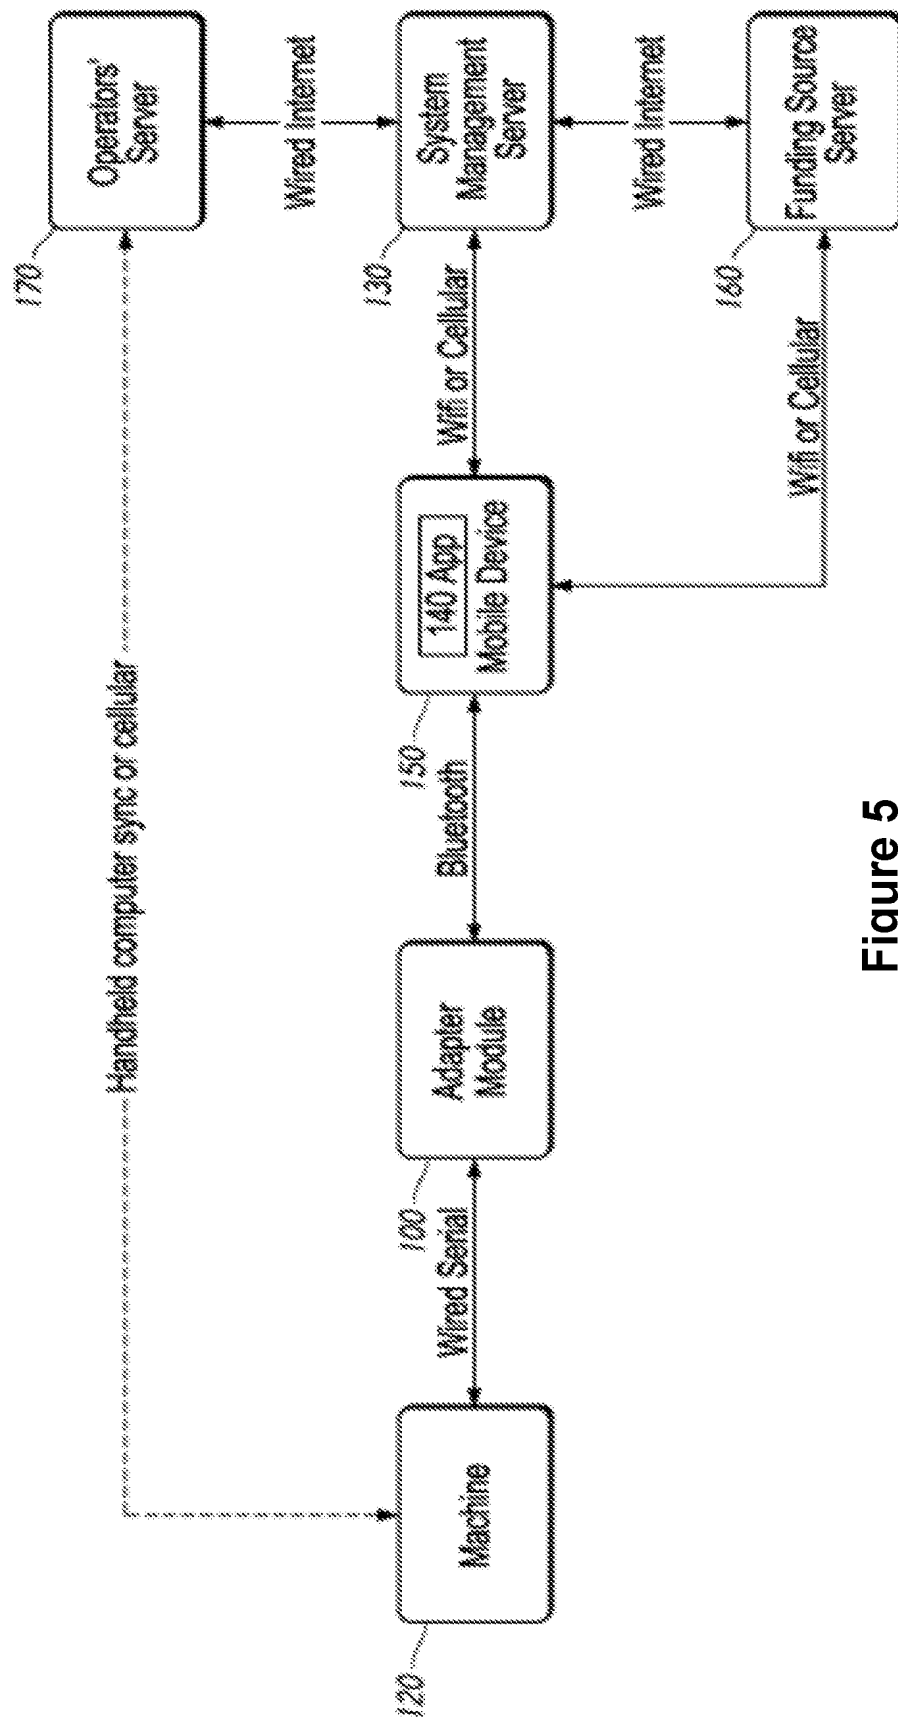 170
Operators'
Server
Handheld computer sync or cellular
Wired Internet
120
Machine
Wired Serial
100
Adapter
Module
Bluetooth
150
140 App
Mobile Device
Wifi or Cellular
130
System
Management
Server
Wired Internet
Wifi or Cellular
160
Funding Source
Server
Figure 5